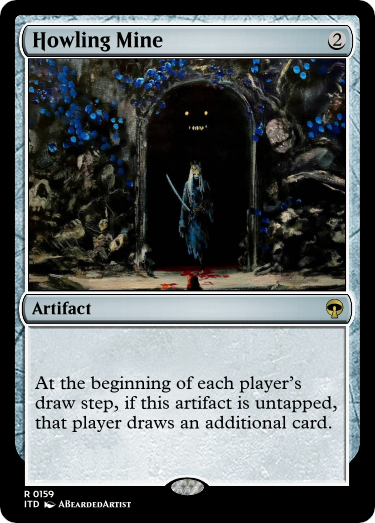 Howling Mine 2
Artifact
At the beginning of each player's
draw step, if this artifact is untapped,
that player draws an additional card.
R 0159
ITD ABeardedArtist